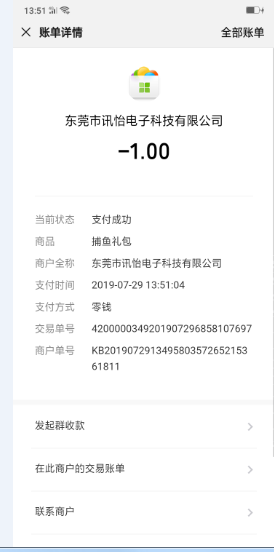 13:51
账单详情 全部账单
东莞市讯怡电子科技有限公司
-1.00
当前状态 支付成功
商品 捕鱼礼包
商户全称 东莞市讯怡电子科技有限公司
支付时间 2019-07-29 13:51:04
支付方式 零钱
交易单号 4200000349201907296858107697
商户单号 KB2019072913495803572652153
61811
发起群收款
在此商户的交易账单
联系商户